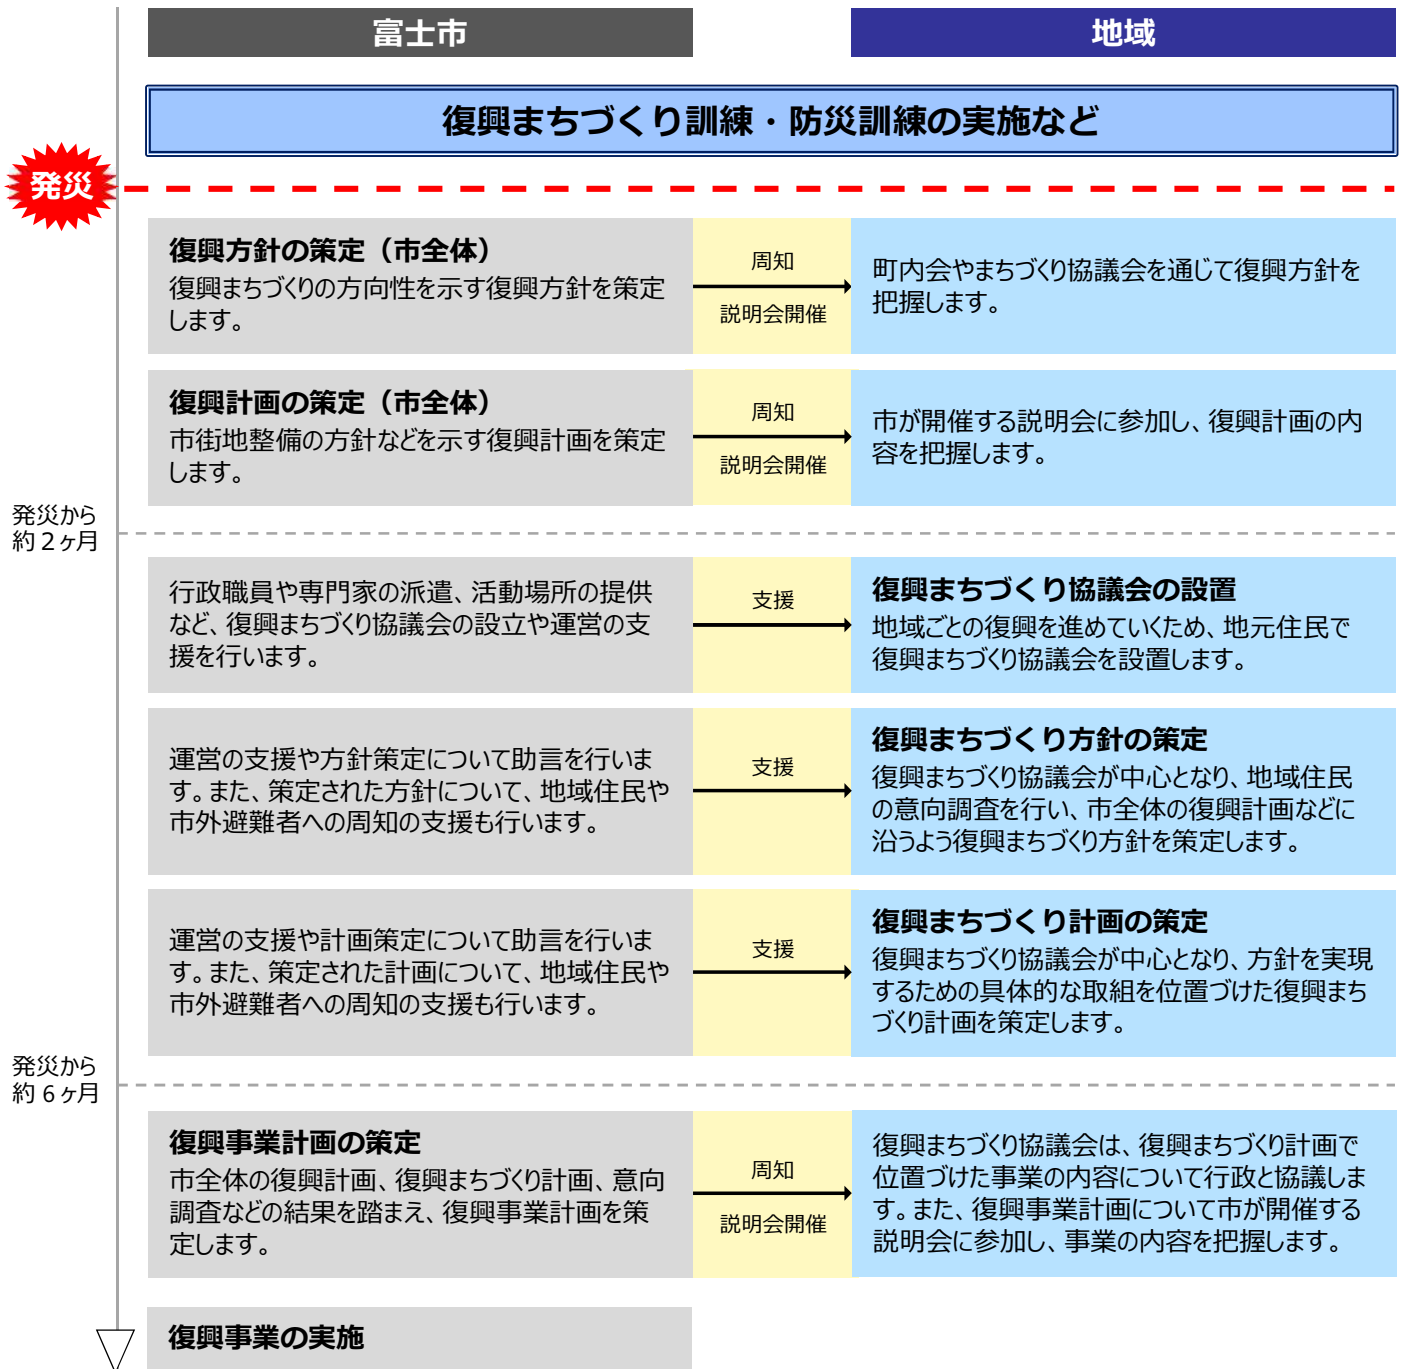 富士市
地域
復興まちづくり訓練・防災訓練の実施など
発災
復興方針の策定（市全体）
復興まちづくりの方向性を示す復興方針を策定
します。
周知
説明会開催
町内会やまちづくり協議会を通じて復興方針を
把握します。
復興計画の策定（市全体）
市街地整備の方針などを示す復興計画を策定
します。
周知
説明会開催
市が開催する説明会に参加し、復興計画の内
容を把握します。
発災から
約２ヶ月
行政職員や専門家の派遣、活動場所の提供
など、復興まちづくり協議会の設立や運営の支
援を行います。
支援
復興まちづくり協議会の設置
地域ごとの復興を進めていくため、地元住民で
復興まちづくり協議会を設置します。
運営の支援や方針策定について助言を行いま
す。また、策定された方針について、地域住民や
市外避難者への周知の支援も行います。
支援
復興まちづくり方針の策定
復興まちづくり協議会が中心となり、地域住民
の意向調査を行い、市全体の復興計画などに
沿うよう復興まちづくり方針を策定します。
運営の支援や計画策定について助言を行いま
す。また、策定された計画について、地域住民や
市外避難者への周知の支援も行います。
支援
復興まちづくり計画の策定
復興まちづくり協議会が中心となり、方針を実現
するための具体的な取組を位置づけた復興まち
づくり計画を策定します。
発災から
約６ヶ月
復興事業計画の策定
市全体の復興計画、復興まちづくり計画、意向
調査などの結果を踏まえ、復興事業計画を策
定します。
周知
説明会開催
復興まちづくり協議会は、復興まちづくり計画で
位置づけた事業の内容について行政と協議しま
す。また、復興事業計画について市が開催する
説明会に参加し、事業の内容を把握します。
復興事業の実施